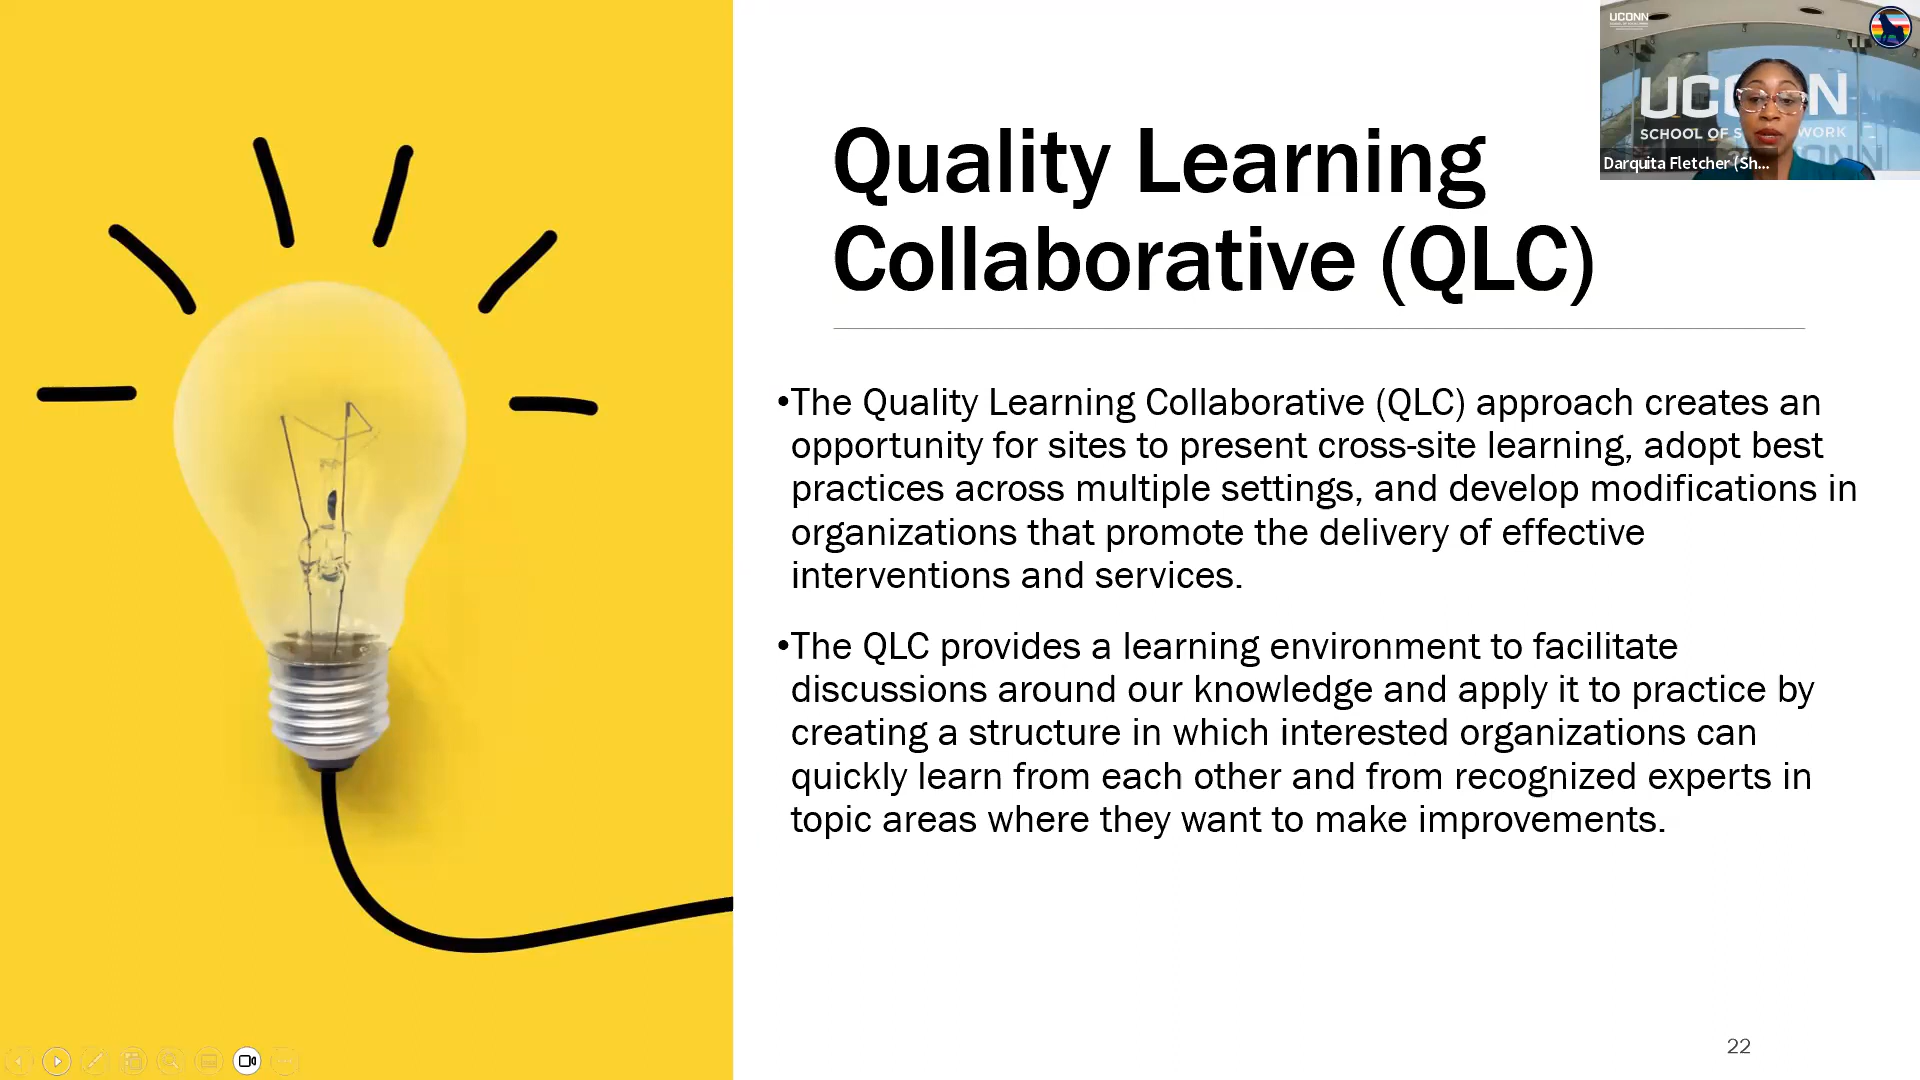 Quality Learning
Collaborative (QLC)
•The Quality Learning Collaborative (QLC) approach creates an
opportunity for sites to present cross-site learning, adopt best
practices across multiple settings, and develop modifications in
organizations that promote the delivery of effective
interventions and services.
•The QLC provides a learning environment to facilitate
discussions around our knowledge and apply it to practice by
creating a structure in which interested organizations can
quickly learn from each other and from recognized experts in
topic areas where they want to make improvements.
22
UCONN
UC N
SCHOOL OF S WORK
Darquita Fletcher (Sh...